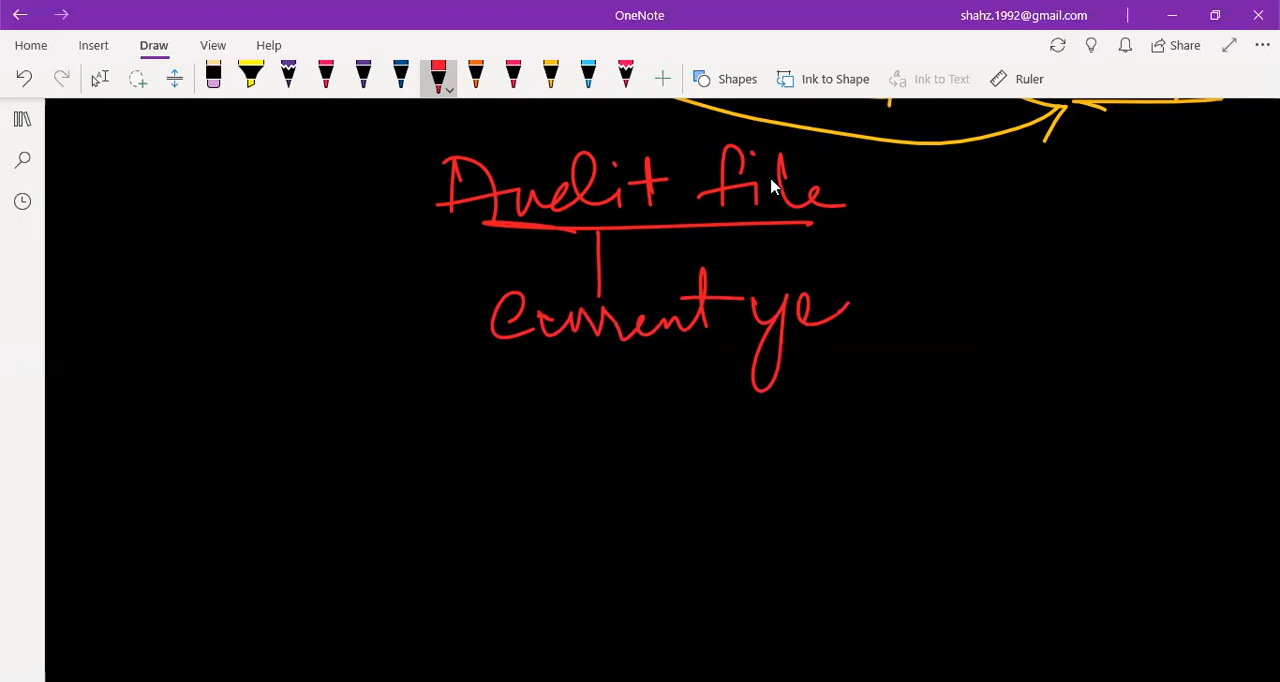 OneNote
shahz.1992@gmail.com
Home Insert Draw View Help
Share
Shapes Ink to Shape Ink to Text Ruler
Audit file
current ye